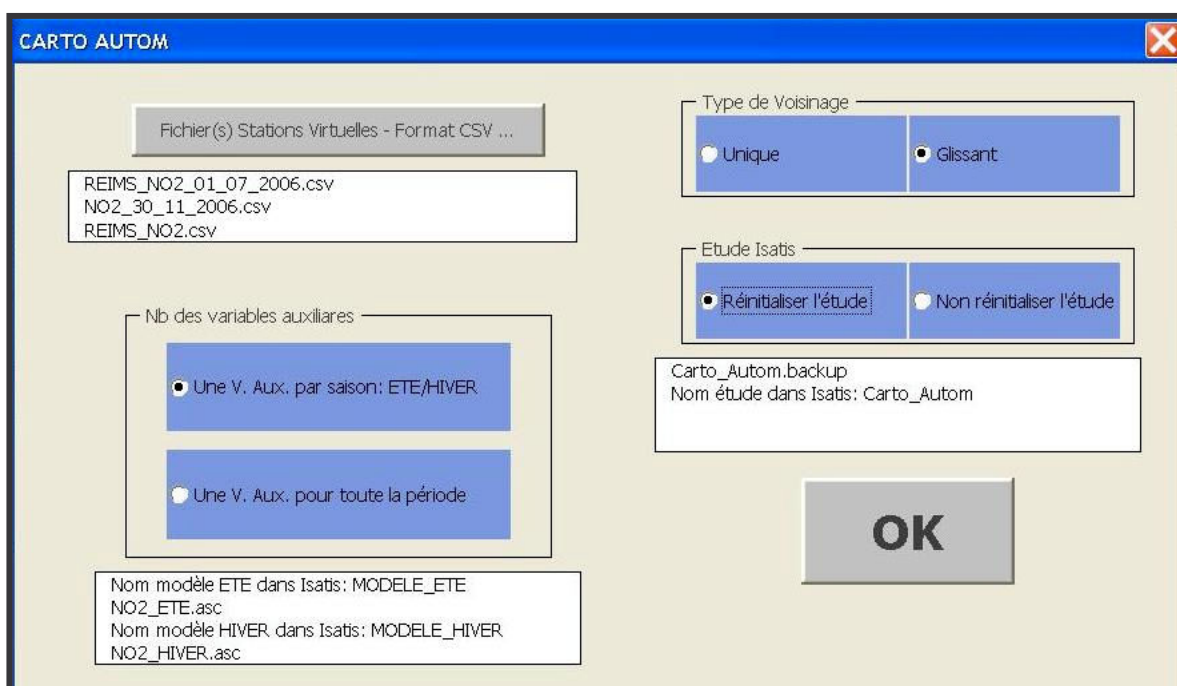 CARTO AUTOM
Fichier(s) Stations Virtuelles - Format CSV ...
REIMS_NO2_01_07_2006.csv
NO2_30_11_2006.csv
REIMS_NO2.csv
Nb des variables auxiliares
Une V. Aux. par saison: ETE/HIVER
Une V. Aux. pour toute la période
Nom modèle ETE dans Isatis: MODELE_ETE
NO2_ETE.asc
Nom modèle HIVER dans Isatis: MODELE_HIVER
NO2_HIVER.asc
Type de Voisinage
Unique
Glissant
Etude Isatis
Réinitialiser l'étude
Non réinitialiser l'étude
Carto_Autom.backup
Nom étude dans Isatis: Carto_Autom
OK